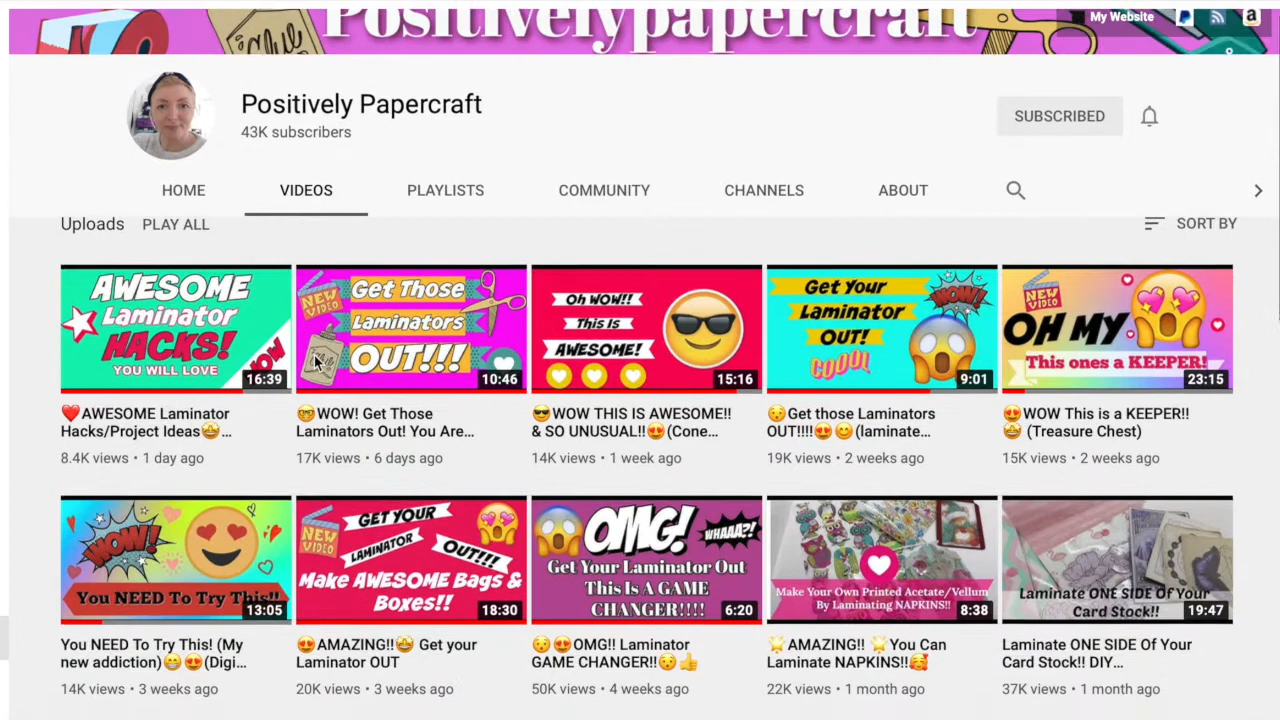 Positivelypapercraft
My Website
Positively Papercraft
43K subscribers
SUBSCRIBED
HOME VIDEOS PLAYLISTS COMMUNITY CHANNELS ABOUT
Uploads PLAY ALL SORT BY
AWESOME
Laminator
HACKS!
YOU WILL LOVE
WOW
16:39
NEW
VIDEO
Get Those
Laminators
OUT!!!
Glue
10:46
Oh WOW!!
This Is
AWESOME!
15:16
Get Your
Laminator
OUT!
COOOL
WOW!
9:01
NEW
VIDEO
OH MY
This ones a KEEPER!
23:15
❤️AWESOME Laminator
Hacks/Project Ideas🤩...
8.4K views • 1 day ago
🤓WOW! Get Those
Laminators Out! You Are...
17K views • 6 days ago
😎WOW THIS IS AWESOME!!
& SO UNUSUAL!!😍(Cone...
14K views • 1 week ago
😯Get those Laminators
OUT!!!!😍😊(laminate...
19K views • 2 weeks ago
😍WOW This is a KEEPER!!
🤩 (Treasure Chest)
15K views • 2 weeks ago
WOW!
You NEED To Try This!!
13:05
NEW
VIDEO
GET YOUR
LAMINATOR
OUT!!!
Make AWESOME Bags &
Boxes!!
18:30
OMG!
WHAAA?!
Get Your Laminator Out
This Is A GAME
CHANGER!!!!
6:20
Make Your Own Printed Acetate/Vellum
By Laminating NAPKINS!!
8:38
Laminate ONE SIDE Of Your
Card Stock!!
19:47
You NEED To Try This! (My
new addiction)😁😍(Digi...
14K views • 3 weeks ago
😍AMAZING!!🤩 Get your
Laminator OUT
20K views • 3 weeks ago
😯😍OMG!! Laminator
GAME CHANGER!!😯👍
50K views • 4 weeks ago
🌟AMAZING!! 🌟You Can
Laminate NAPKINS!!🥰
22K views • 1 month ago
Laminate ONE SIDE Of Your
Card Stock!! DIY...
37K views • 1 month ago